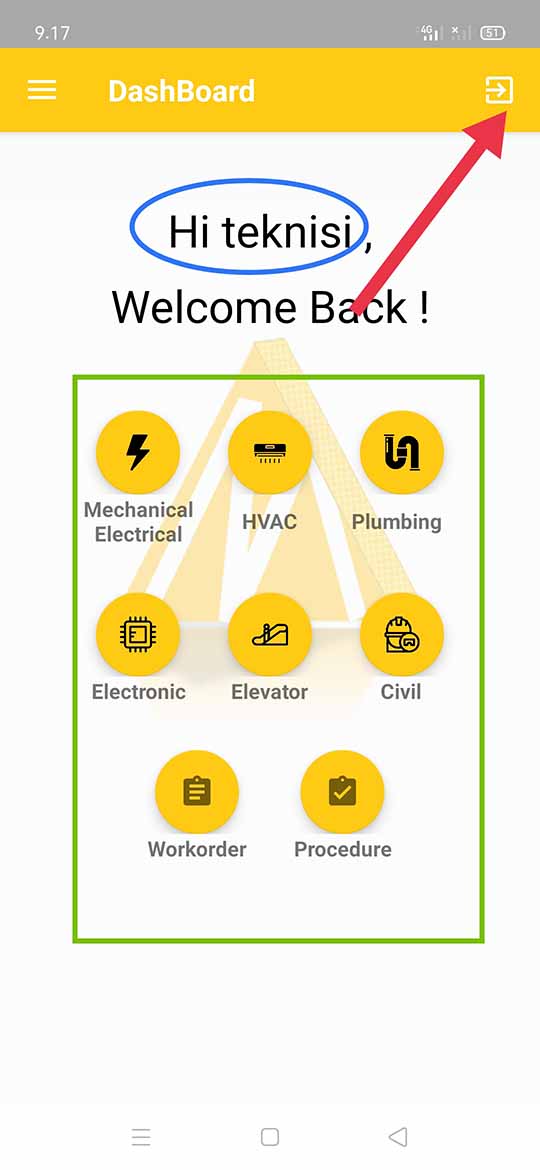 9.17
4G
51
DashBoard
Hi teknisi ,
Welcome Back !
Mechanical
Electrical
HVAC
Plumbing
Electronic
Elevator
Civil
Workorder
Procedure